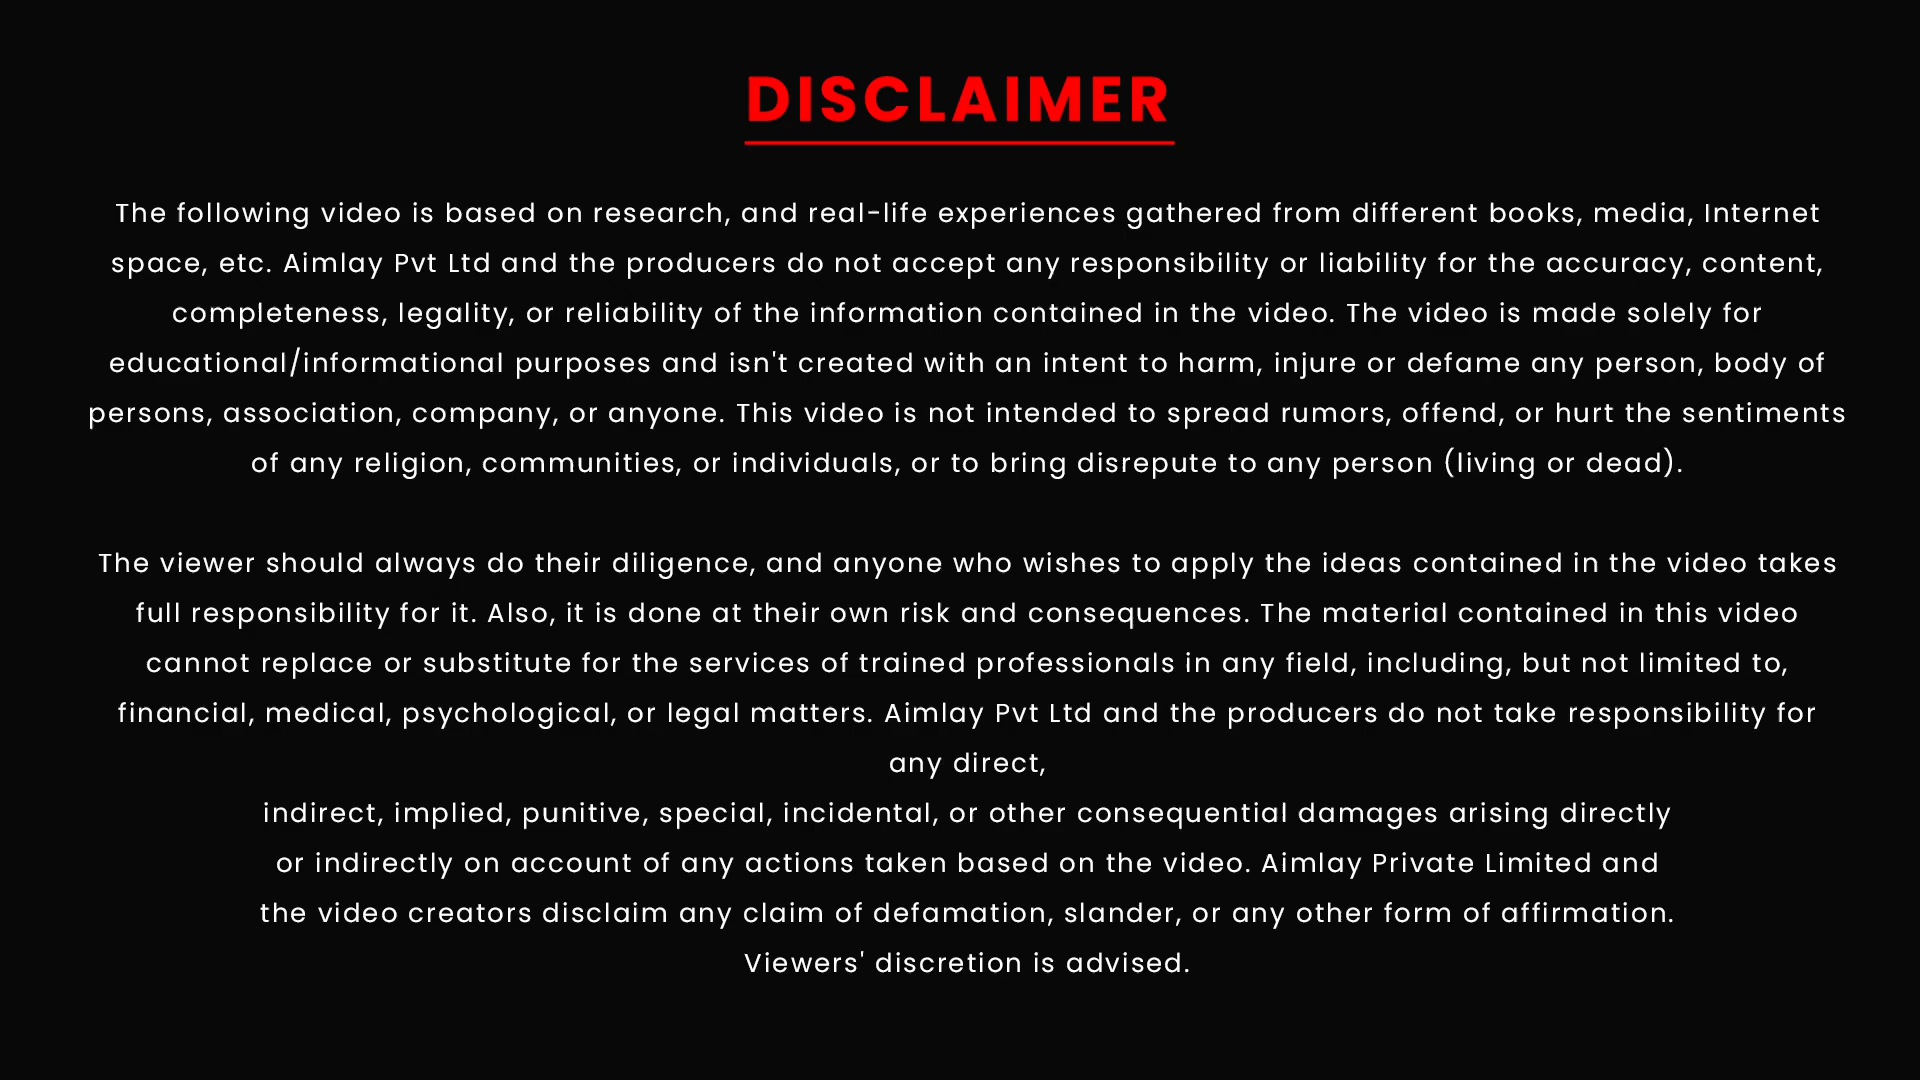 DISCLAIMER
The following video is based on research, and real-life experiences gathered from different books, media, Internet
space, etc. Aimlay Pvt Ltd and the producers do not accept any responsibility or liability for the accuracy, content,
completeness, legality, or reliability of the information contained in the video. The video is made solely for
educational/informational purposes and isn't created with an intent to harm, injure or defame any person, body of
persons, association, company, or anyone. This video is not intended to spread rumors, offend, or hurt the sentiments
of any religion, communities, or individuals, or to bring disrepute to any person (living or dead).
The viewer should always do their diligence, and anyone who wishes to apply the ideas contained in the video takes
full responsibility for it. Also, it is done at their own risk and consequences. The material contained in this video
cannot replace or substitute for the services of trained professionals in any field, including, but not limited to,
financial, medical, psychological, or legal matters. Aimlay Pvt Ltd and the producers do not take responsibility for
any direct,
indirect, implied, punitive, special, incidental, or other consequential damages arising directly
or indirectly on account of any actions taken based on the video. Aimlay Private Limited and
the video creators disclaim any claim of defamation, slander, or any other form of affirmation.
Viewers' discretion is advised.